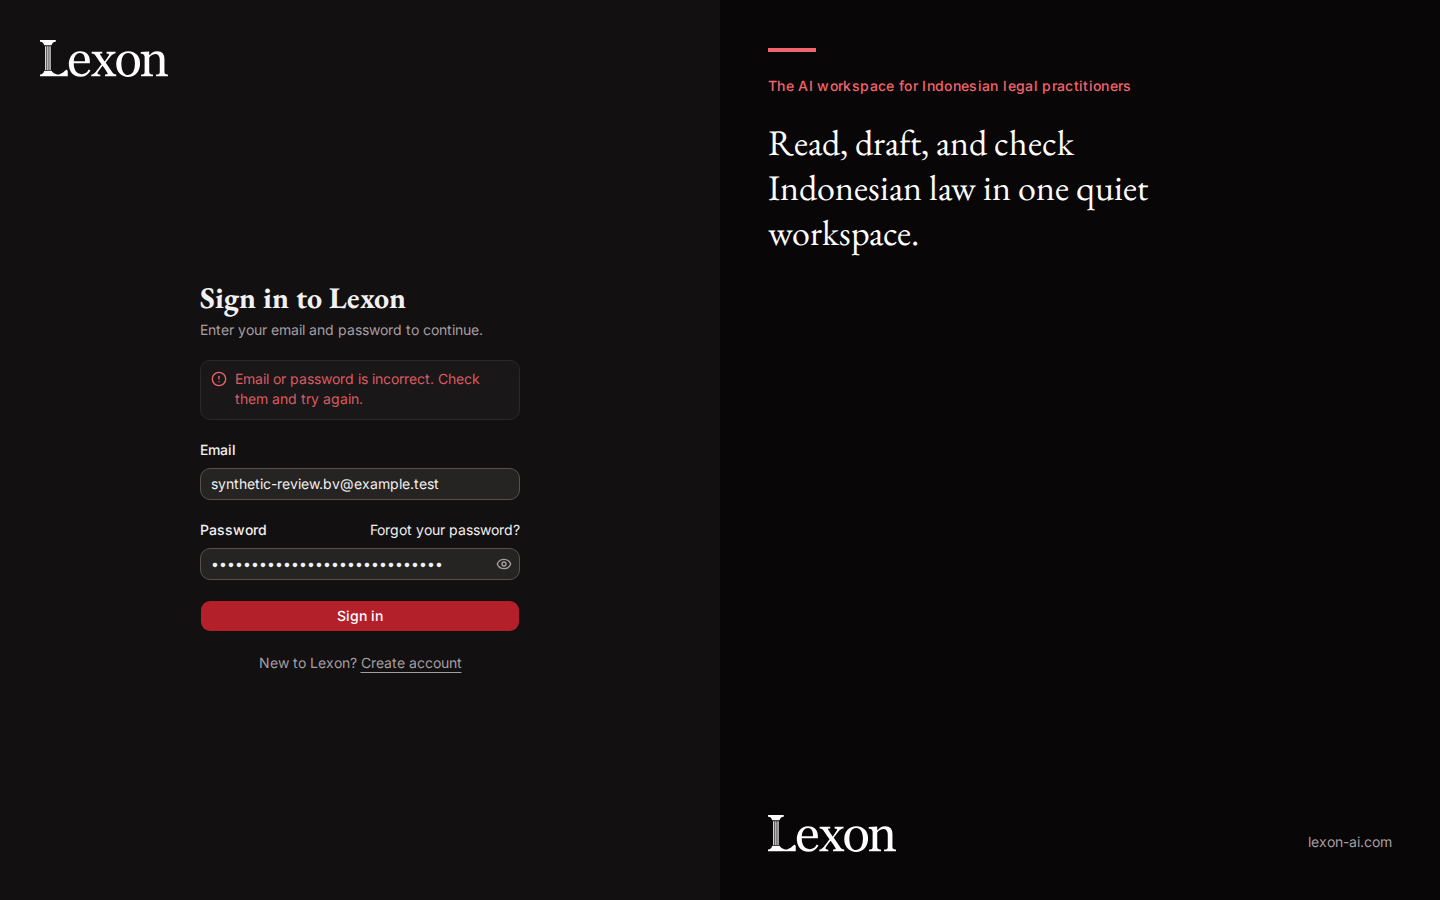 Lexon
Sign in to Lexon
Enter your email and password to continue.
Email or password is incorrect. Check
them and try again.
Email
synthetic-review.bv@example.test
Password
Forgot your password?
•••••••••••••••••••••••••••••
Sign in
New to Lexon? Create account
The AI workspace for Indonesian legal practitioners
Read, draft, and check
Indonesian law in one quiet
workspace.
Lexon
lexon-ai.com